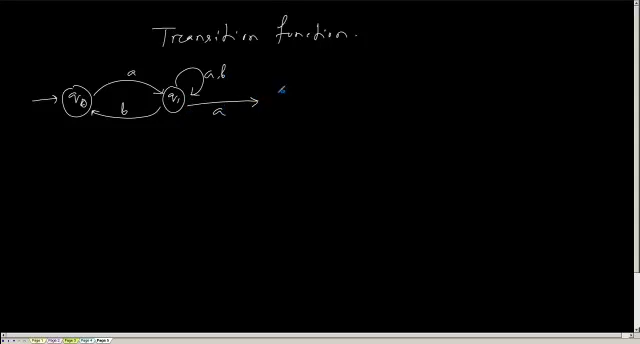 Transition function.
a
a,b
q0
q1
b
a
Page 1 Page 2 Page 3 Page 4 Page 5